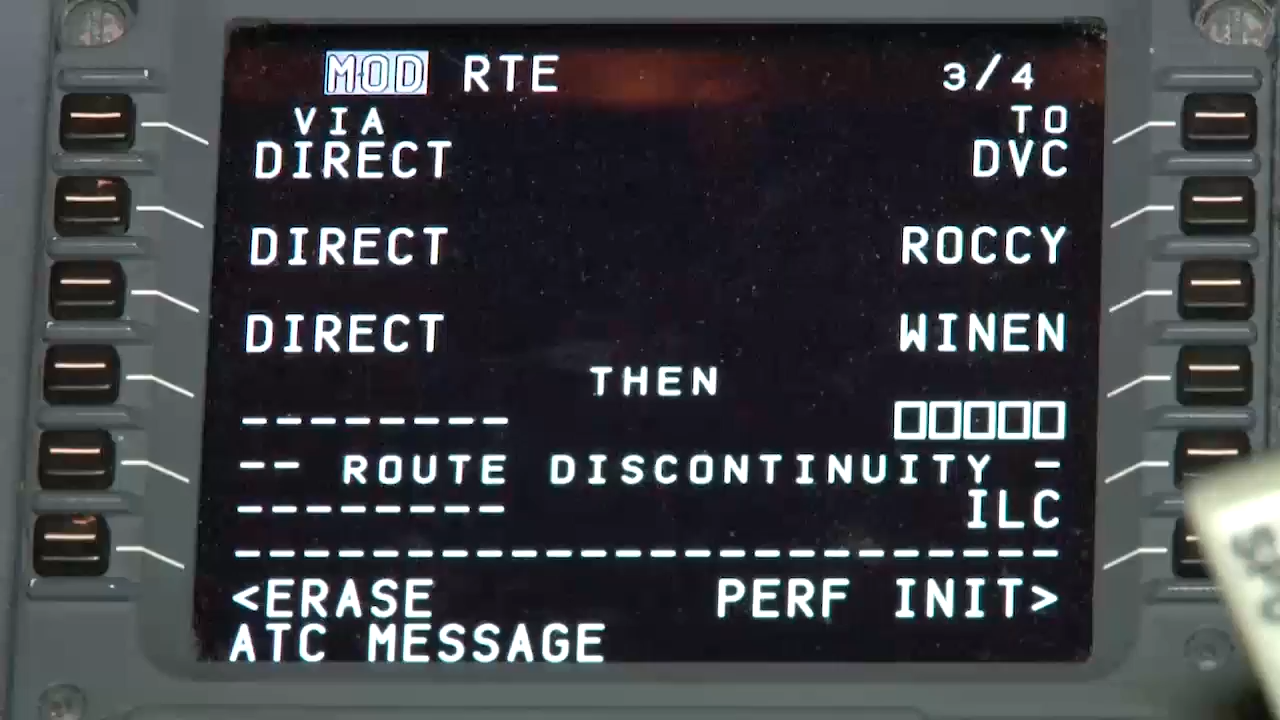 MOD RTE 3/4
VIA TO
DIRECT DVC
DIRECT ROCCY
DIRECT WINEN
THEN
-------- □□□□□
-- ROUTE DISCONTINUITY -
-------- ILC
------------------------------
<ERASE PERF INIT>
ATC MESSAGE